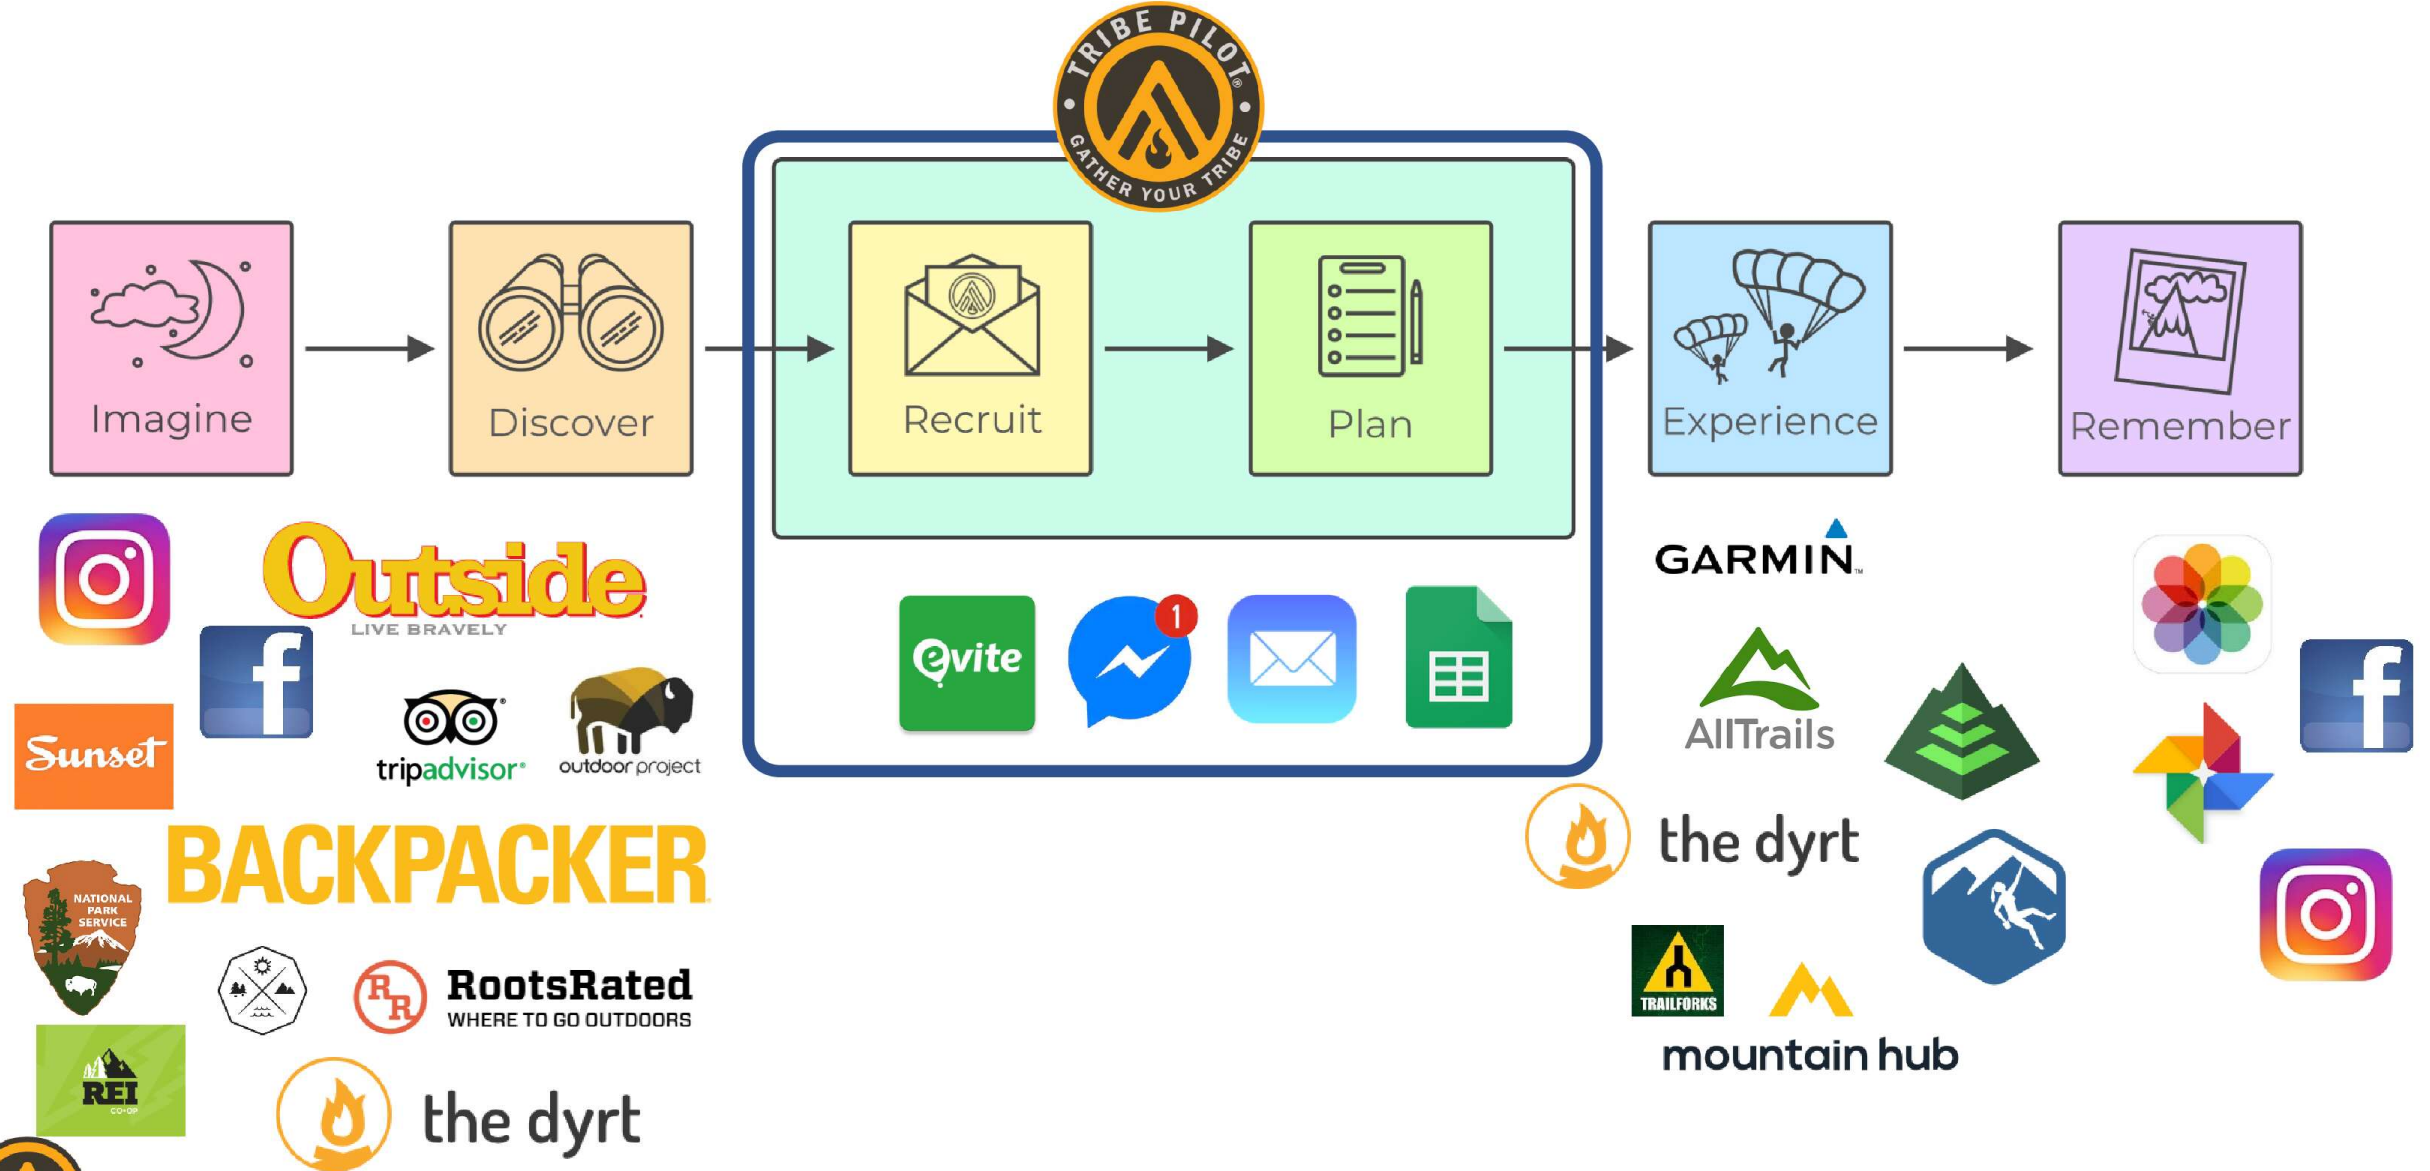 TRIBE PILOT®
GATHER YOUR TRIBE
Imagine
Discover
Recruit
Plan
Experience
Remember
Outside
LIVE BRAVELY
f
Sunset
tripadvisor®
outdoor project
BACKPACKER
NATIONAL
PARK
SERVICE
RR
RootsRated
WHERE TO GO OUTDOORS
REI
CO·OP
the dyrt
evite
1
GARMIN™
AllTrails
the dyrt
TRAILFORKS
mountain hub
f